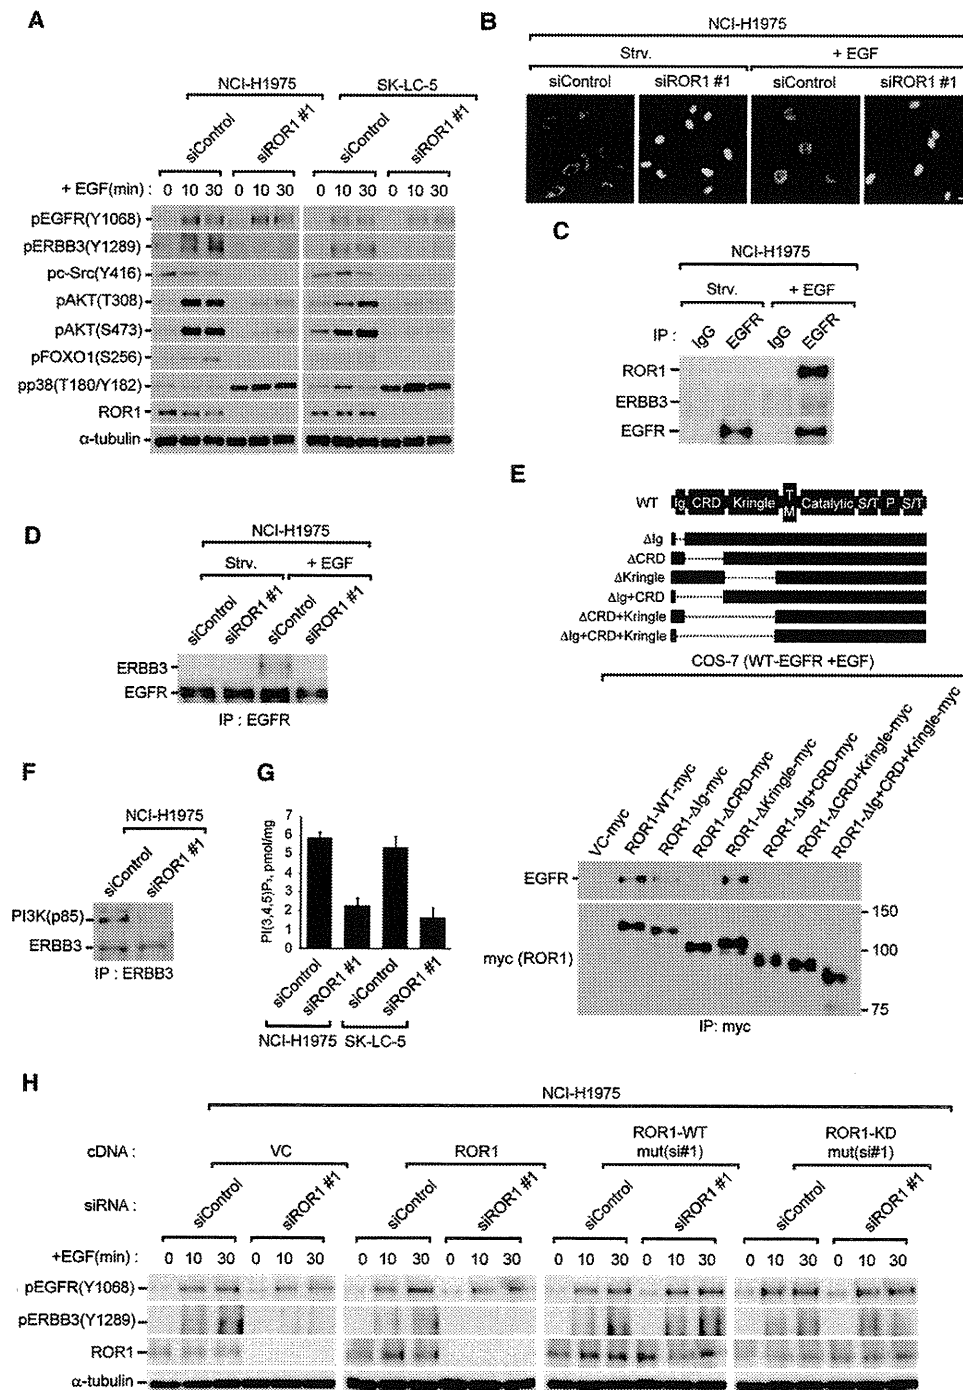 A
NCI-H1975 SK-LC-5
siControl siROR1 #1 siControl siROR1 #1
+ EGF(min) : 0 10 30 0 10 30 0 10 30 0 10 30
pEGFR(Y1068)
pERBB3(Y1289)
pc-Src(Y416)
pAKT(T308)
pAKT(S473)
pFOXO1(S256)
pp38(T180/Y182)
ROR1
α-tubulin
B
NCI-H1975
Strv. + EGF
siControl siROR1 #1 siControl siROR1 #1
C
NCI-H1975
Strv. + EGF
IP : IgG EGFR IgG EGFR
ROR1
ERBB3
EGFR
D
NCI-H1975
Strv. + EGF
siControl siROR1 #1 siControl siROR1 #1
ERBB3
EGFR
IP : EGFR
E
WT Ig CRD Kringle TM Catalytic S/T P S/T
ΔIg
ΔCRD
ΔKringle
ΔIg+CRD
ΔCRD+Kringle
ΔIg+CRD+Kringle
COS-7 (WT-EGFR +EGF)
VC-myc ROR1-WT-myc ROR1-ΔIg-myc ROR1-ΔCRD-myc ROR1-ΔKringle-myc ROR1-ΔIg+CRD-myc ROR1-ΔCRD+Kringle-myc ROR1-ΔIg+CRD+Kringle-myc
EGFR
150
myc (ROR1) 100
75
IP: myc
F
NCI-H1975
siControl siROR1 #1
PI3K(p85)
ERBB3
IP : ERBB3
G
PI(3,4,5)P₃, pmol/mg
7
6
5
4
3
2
1
0
siControl siROR1 #1 siControl siROR1 #1
NCI-H1975 SK-LC-5
H
NCI-H1975
cDNA : VC ROR1 ROR1-WT mut(si#1) ROR1-KD mut(si#1)
siRNA : siControl siROR1 #1 siControl siROR1 #1 siControl siROR1 #1 siControl siROR1 #1
+EGF(min) : 0 10 30 0 10 30 0 10 30 0 10 30 0 10 30 0 10 30 0 10 30 0 10 30
pEGFR(Y1068)
pERBB3(Y1289)
ROR1
α-tubulin